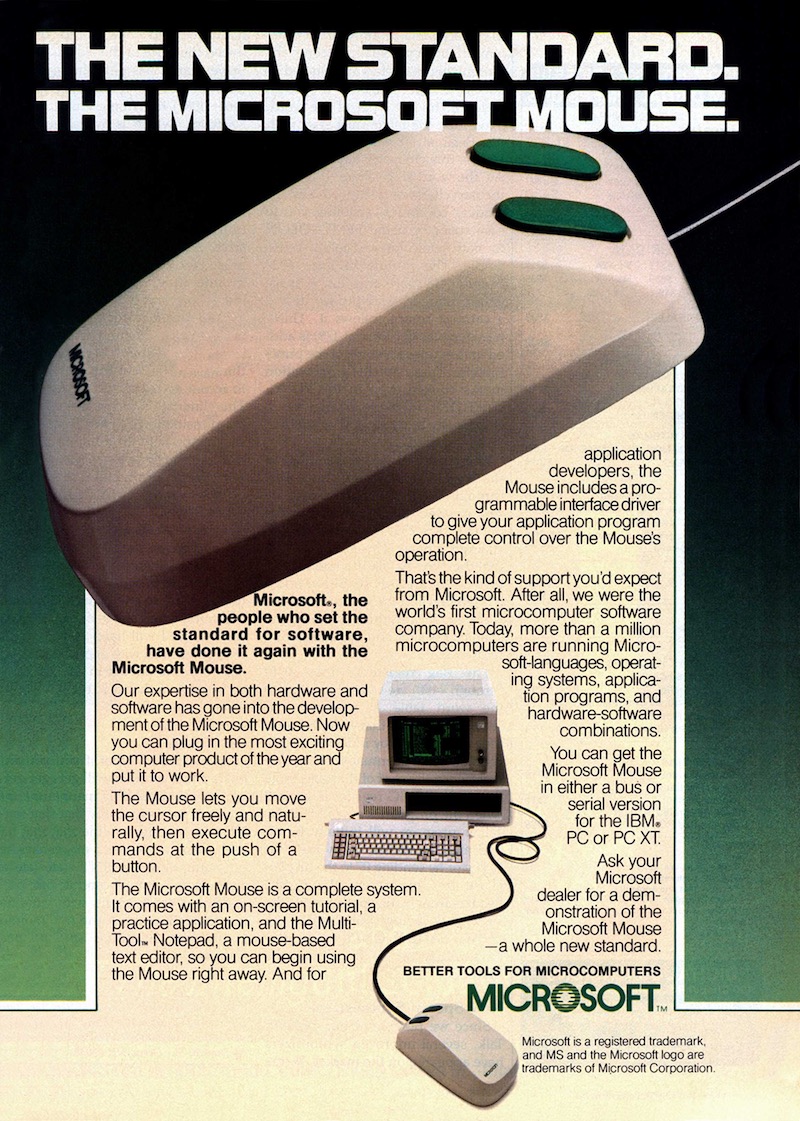 THE NEW STANDARD.
THE MICROSOFT MOUSE.
MICROSOFT
Microsoft®, the
people who set the
standard for software,
have done it again with the
Microsoft Mouse.
Our expertise in both hardware and
software has gone into the develop-
ment of the Microsoft Mouse. Now
you can plug in the most exciting
computer product of the year and
put it to work.
The Mouse lets you move
the cursor freely and natu-
rally, then execute com-
mands at the push of a
button.
The Microsoft Mouse is a complete system.
It comes with an on-screen tutorial, a
practice application, and the Multi-
Tool™ Notepad, a mouse-based
text editor, so you can begin using
the Mouse right away. And for
application
developers, the
Mouse includes a pro-
grammable interface driver
to give your application program
complete control over the Mouse's
operation.
That's the kind of support you'd expect
from Microsoft. After all, we were the
world's first microcomputer software
company. Today, more than a million
microcomputers are running Micro-
soft-languages, operat-
ing systems, applica-
tion programs, and
hardware-software
combinations.
You can get the
Microsoft Mouse
in either a bus or
serial version
for the IBM®
PC or PC XT.
Ask your
Microsoft
dealer for a dem-
onstration of the
Microsoft Mouse
—a whole new standard.
BETTER TOOLS FOR MICROCOMPUTERS
MICROSOFT™
MICROSOFT
Microsoft is a registered trademark,
and MS and the Microsoft logo are
trademarks of Microsoft Corporation.